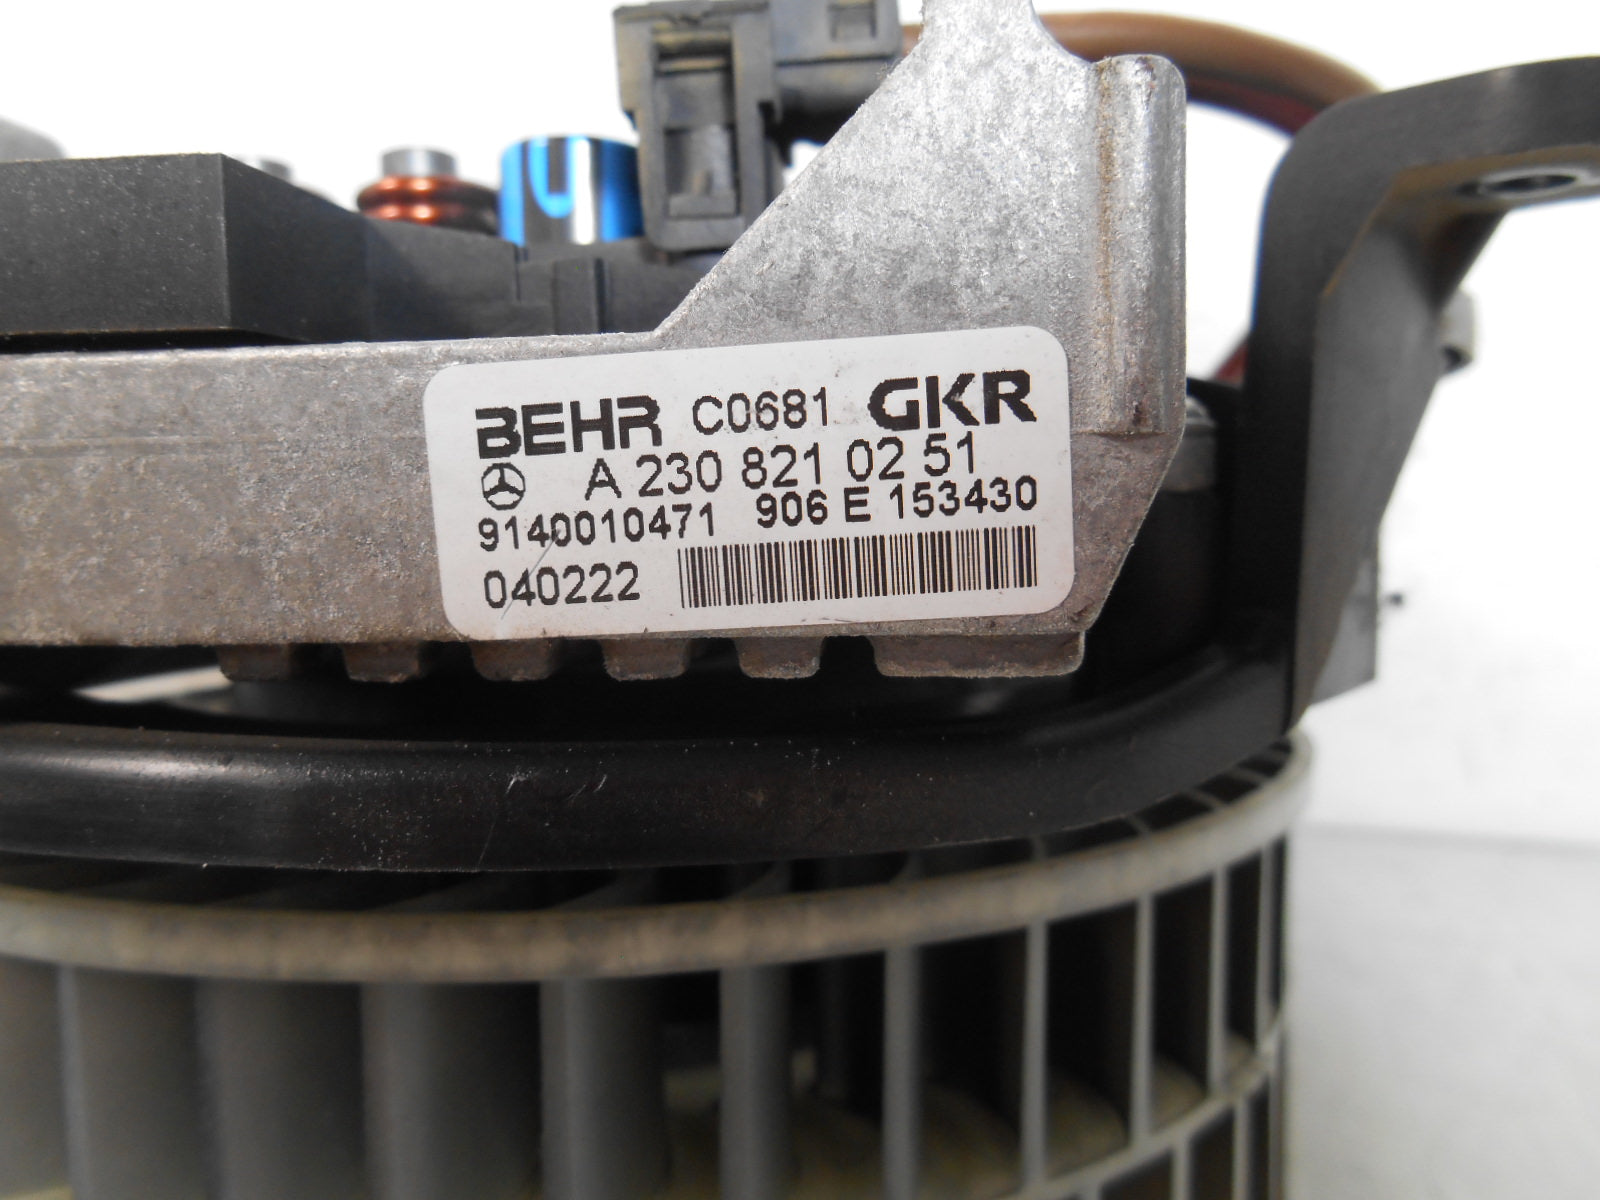 BEHR C0681 GKR
A 230 821 02 51
9140010471 906 E 153430
040222